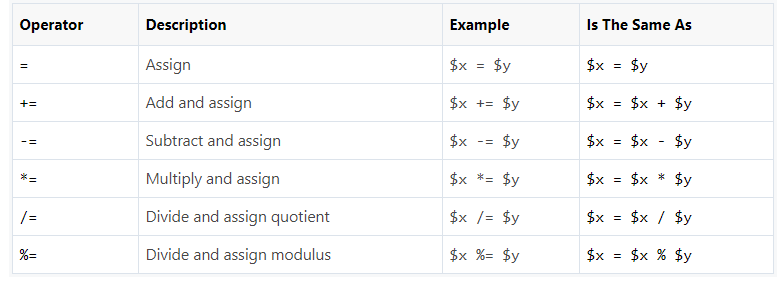 Operator Description Example Is The Same As
= Assign $x = $y $x = $y
+= Add and assign $x += $y $x = $x + $y
-= Subtract and assign $x -= $y $x = $x - $y
*= Multiply and assign $x *= $y $x = $x * $y
/= Divide and assign quotient $x /= $y $x = $x / $y
%= Divide and assign modulus $x %= $y $x = $x % $y